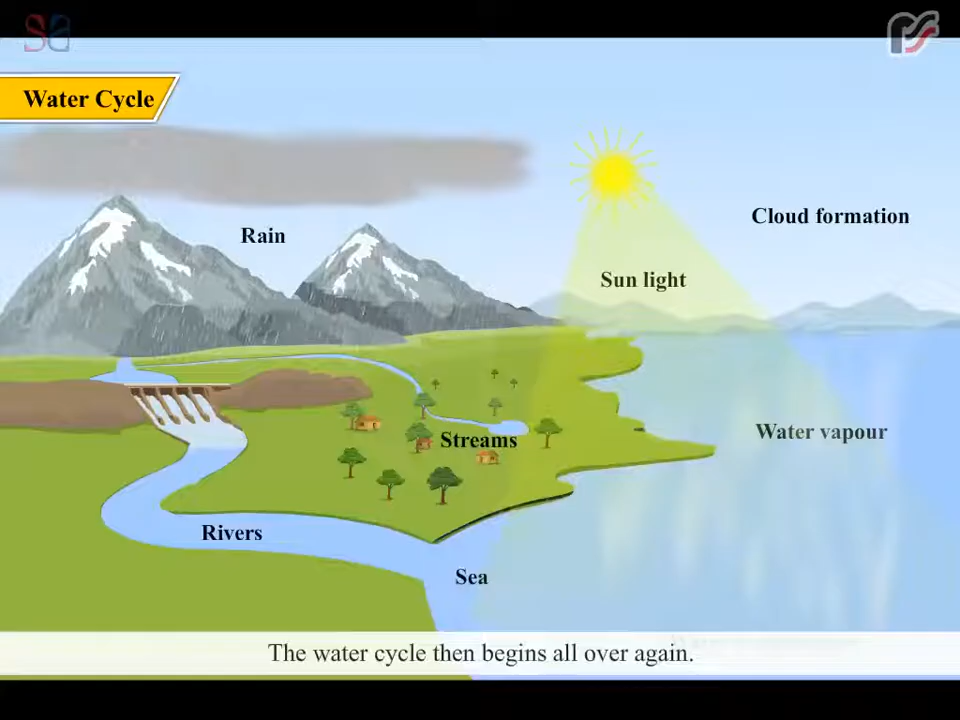 Water Cycle
Cloud formation
Rain
Sun light
Water vapour
Streams
Rivers
Sea
The water cycle then begins all over again.